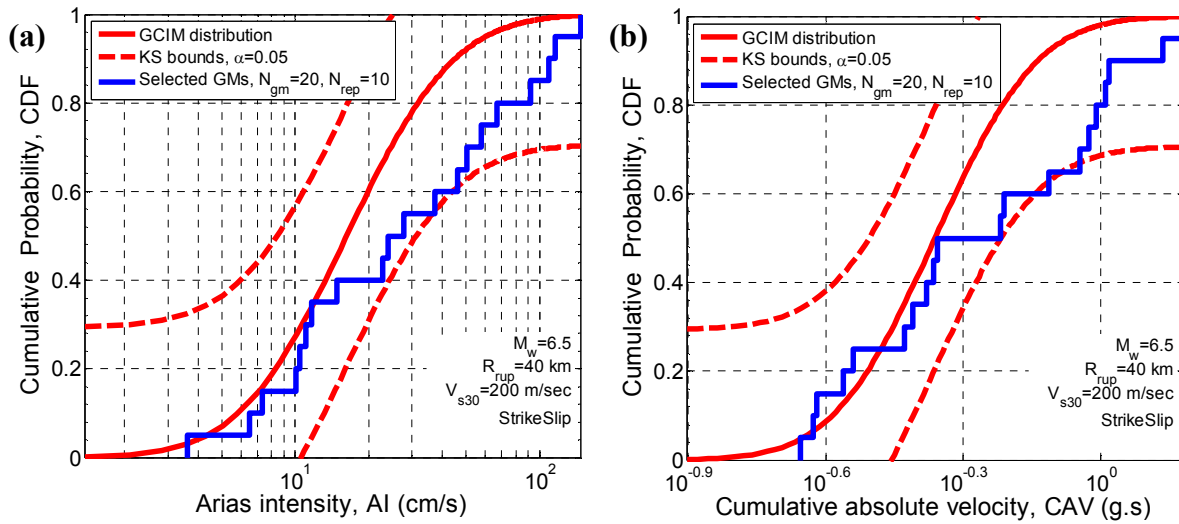 (a)
GCIM distribution
KS bounds, α=0.05
Selected GMs, N_gm=20, N_rep=10
Cumulative Probability, CDF
1
0.8
0.6
0.4
0.2
0
M_w=6.5
R_rup=40 km
V_s30=200 m/sec
StrikeSlip
10^1
10^2
Arias intensity, AI (cm/s)
(b)
GCIM distribution
KS bounds, α=0.05
Selected GMs, N_gm=20, N_rep=10
Cumulative Probability, CDF
1
0.8
0.6
0.4
0.2
0
M_w=6.5
R_rup=40 km
V_s30=200 m/sec
StrikeSlip
10^-0.9
10^-0.6
10^-0.3
10^0
Cumulative absolute velocity, CAV (g.s)